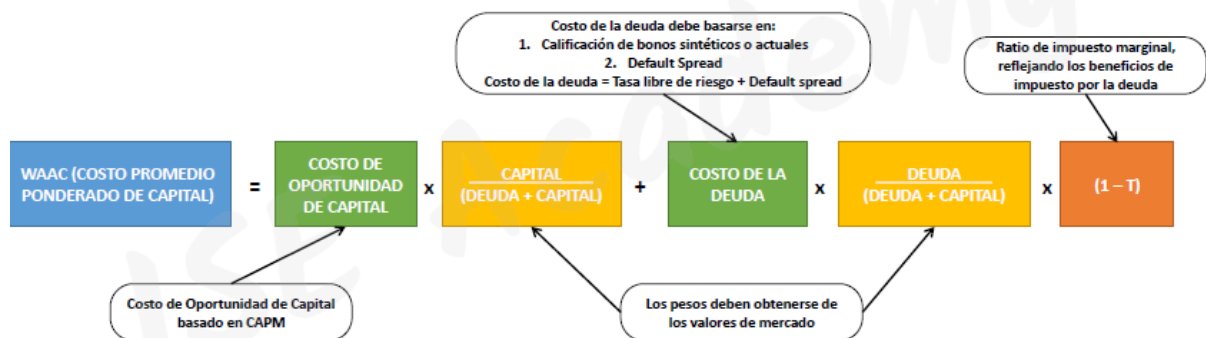 Costo de la deuda debe basarse en:
1. Calificación de bonos sintéticos o actuales
2. Default Spread
Costo de la deuda = Tasa libre de riesgo + Default spread
Ratio de impuesto marginal,
reflejando los beneficios de
impuesto por la deuda
WAAC (COSTO PROMEDIO
PONDERADO DE CAPITAL)
=
COSTO DE
OPORTUNIDAD
DE CAPITAL
x
CAPITAL
(DEUDA + CAPITAL)
+
COSTO DE LA
DEUDA
x
DEUDA
(DEUDA + CAPITAL)
x
(1 – T)
Costo de Oportunidad de Capital
basado en CAPM
Los pesos deben obtenerse de
los valores de mercado
ISE Academy